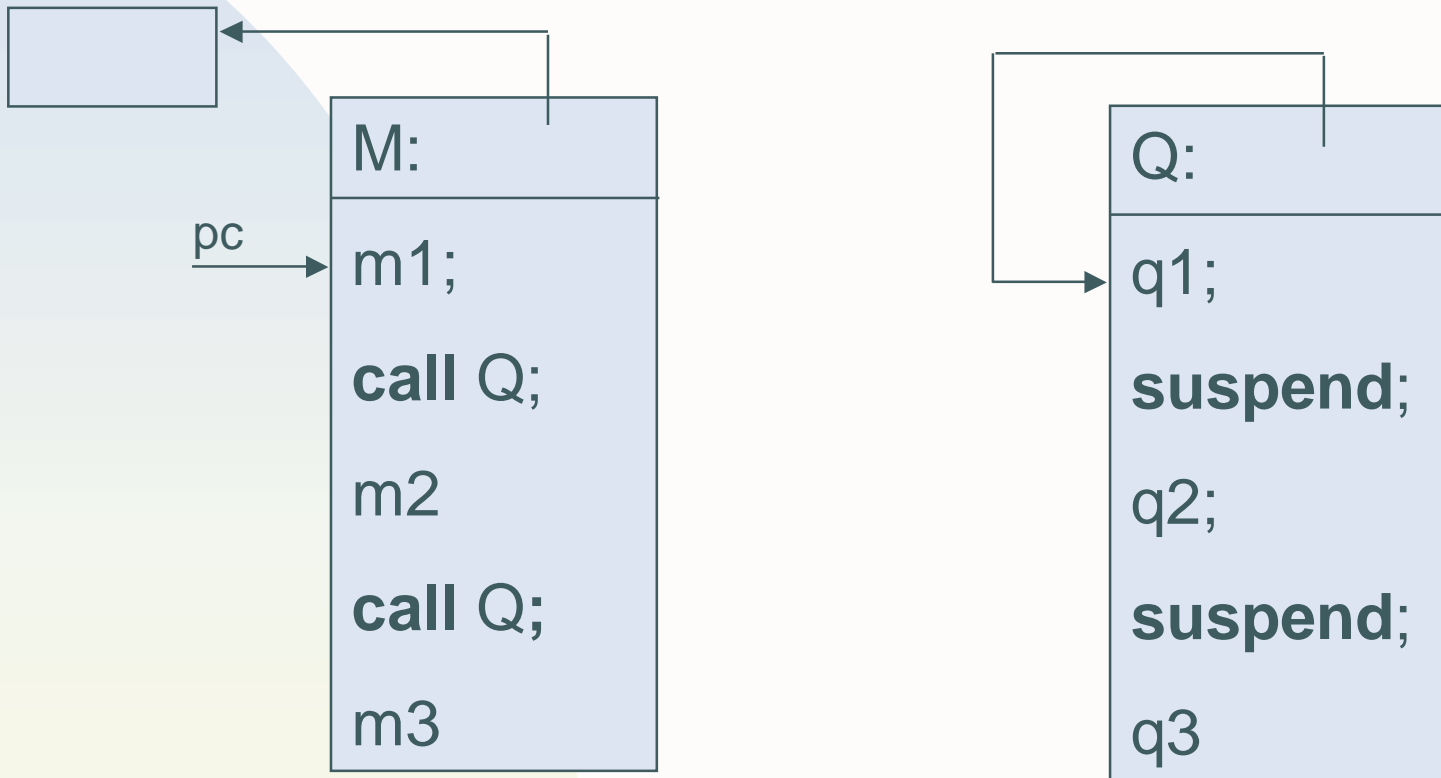 M:
pc
m1;
call Q;
m2
call Q;
m3
Q:
q1;
suspend;
q2;
suspend;
q3